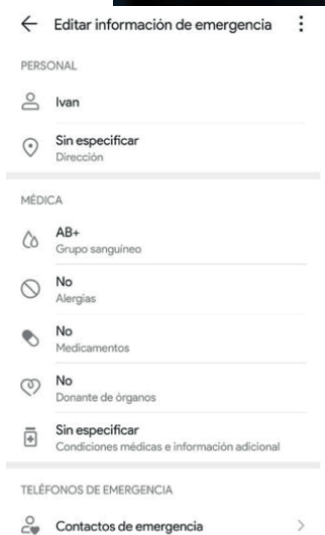 Editar información de emergencia
PERSONAL
Ivan
Sin especificar
Dirección
MÉDICA
AB+
Grupo sanguíneo
No
Alergias
No
Medicamentos
No
Donante de órganos
Sin especificar
Condiciones médicas e información adicional
TELÉFONOS DE EMERGENCIA
Contactos de emergencia